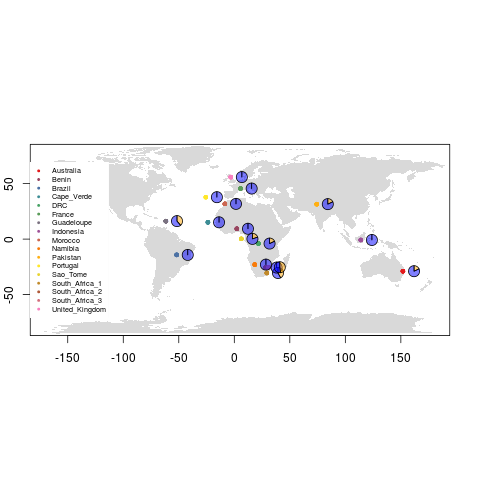 50
0
-50
Australia
Benin
Brazil
Cape_Verde
DRC
France
Guadeloupe
Indonesia
Morocco
Namibia
Pakistan
Portugal
Sao_Tome
South_Africa_1
South_Africa_2
South_Africa_3
United_Kingdom
-150 -100 -50 0 50 100 150